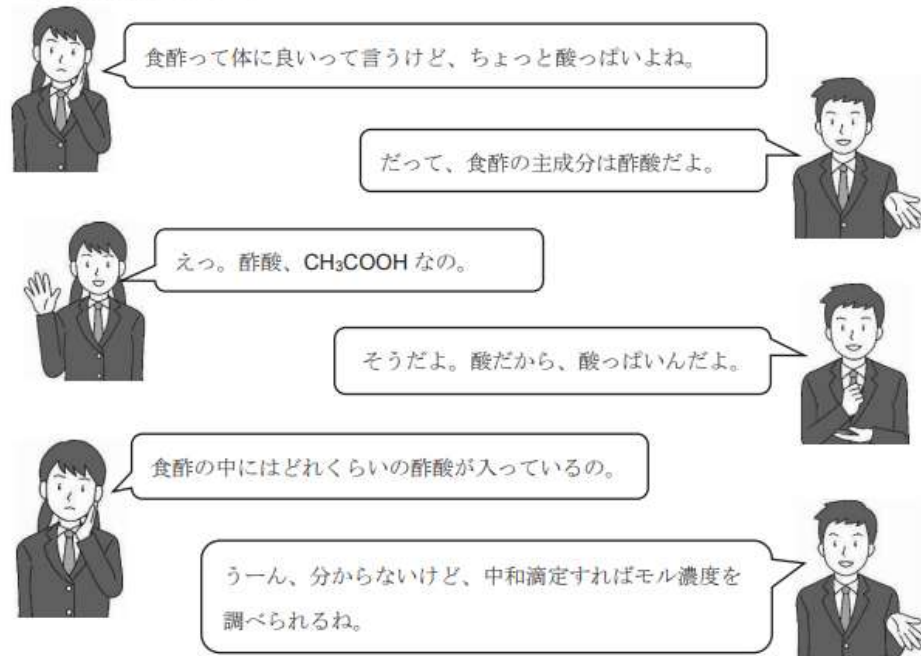 食酢って体に良いって言うけど、ちょっと酸っぱいよね。
だって、食酢の主成分は酢酸だよ。
えっ。酢酸、CH₃COOH なの。
そうだよ。酸だから、酸っぱいんだよ。
食酢の中にはどれくらいの酢酸が入っているの。
うーん、分からないけど、中和滴定すればモル濃度を
調べられるね。